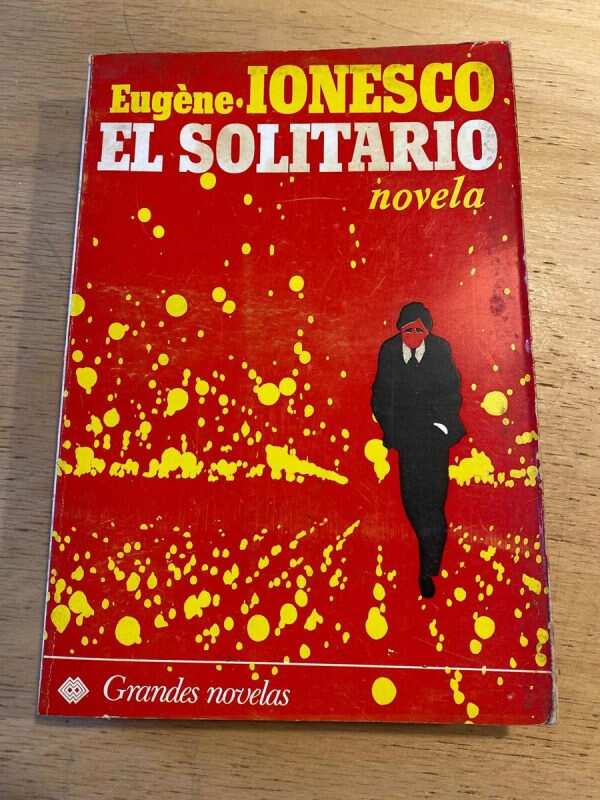 Eugène IONESCO
EL SOLITARIO
novela
Grandes novelas